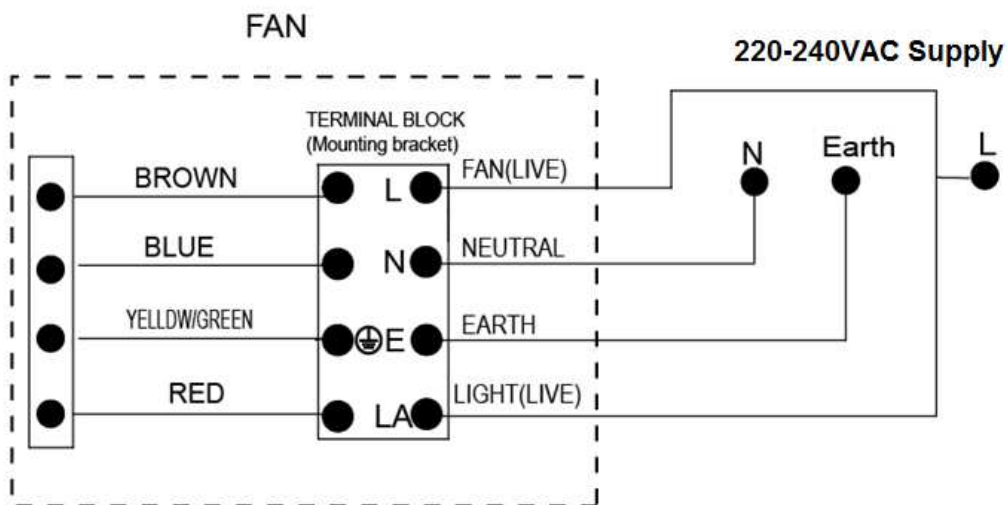 FAN
220-240VAC Supply
TERMINAL BLOCK
(Mounting bracket)
BROWN
L
FAN(LIVE)
N
Earth
L
BLUE
N
NEUTRAL
YELLDW/GREEN
E
EARTH
RED
LA
LIGHT(LIVE)